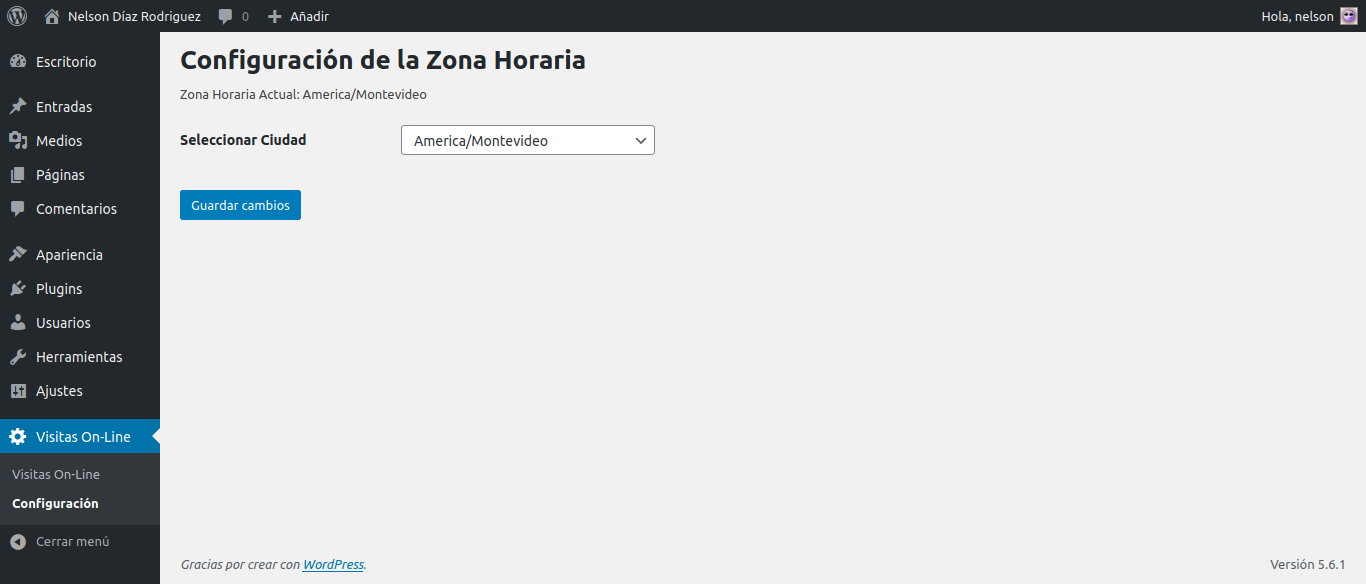 Nelson Díaz Rodriguez 0 Añadir Hola, nelson
Escritorio
Entradas
Medios
Páginas
Comentarios
Apariencia
Plugins
Usuarios
Herramientas
Ajustes
Visitas On-Line
Visitas On-Line
Configuración
Cerrar menú
Configuración de la Zona Horaria
Zona Horaria Actual: America/Montevideo
Seleccionar Ciudad America/Montevideo
Guardar cambios
Gracias por crear con WordPress. Versión 5.6.1